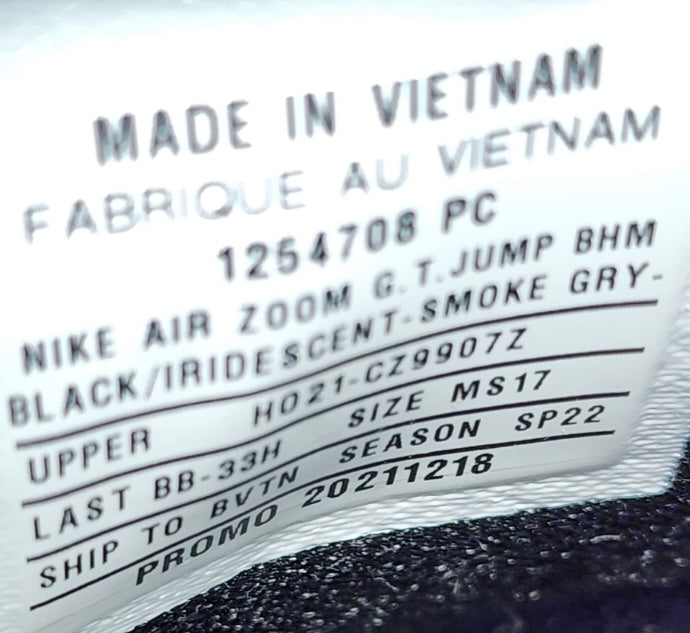 MADE IN VIETNAM
FABRIQUE AU VIETNAM
1254708 PC
NIKE AIR ZOOM G.T.JUMP BHM
BLACK/IRIDESCENT-SMOKE GRY-
UPPER HO21-CZ9907Z
LAST BB-33H SIZE MS17
SHIP TO BVTN SEASON SP22
PROMO 20211218